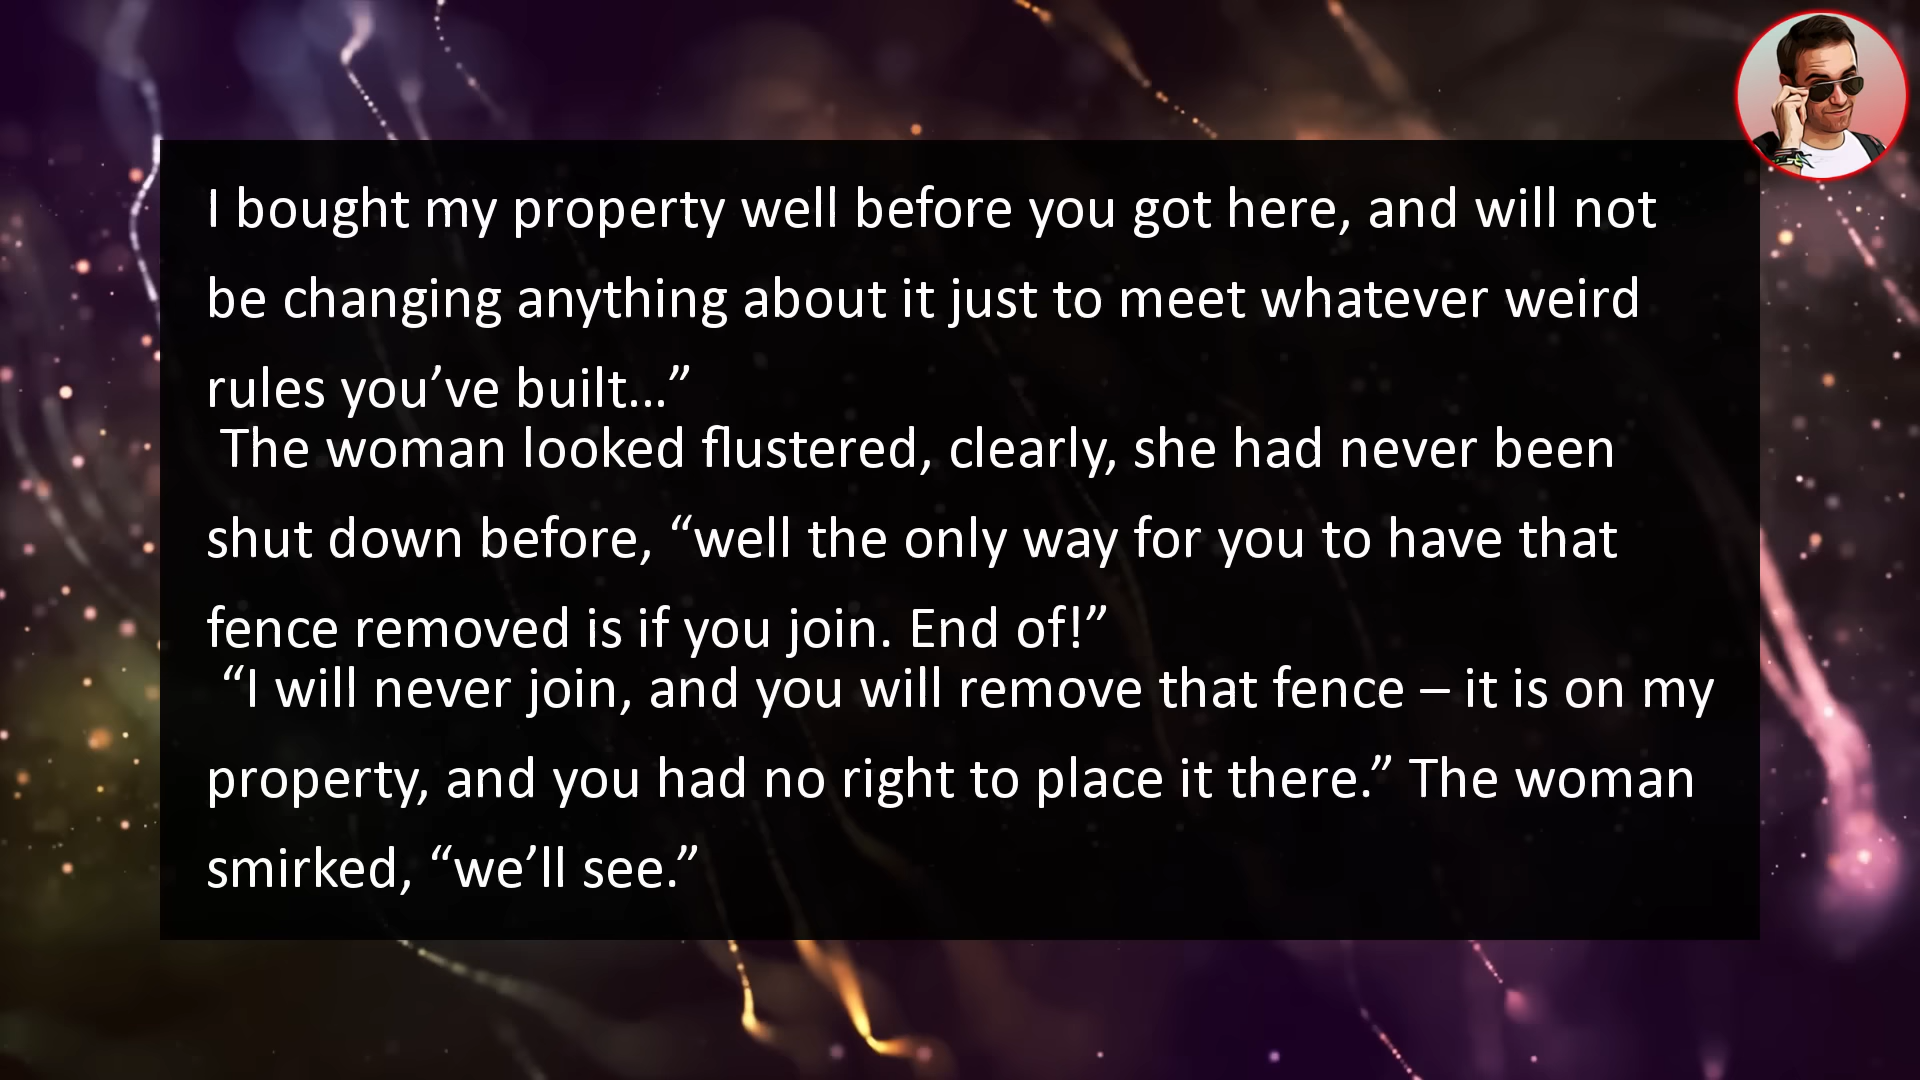 I bought my property well before you got here, and will not
be changing anything about it just to meet whatever weird
rules you’ve built...”
The woman looked flustered, clearly, she had never been
shut down before, “well the only way for you to have that
fence removed is if you join. End of!”
“I will never join, and you will remove that fence – it is on my
property, and you had no right to place it there.” The woman
smirked, “we’ll see.”